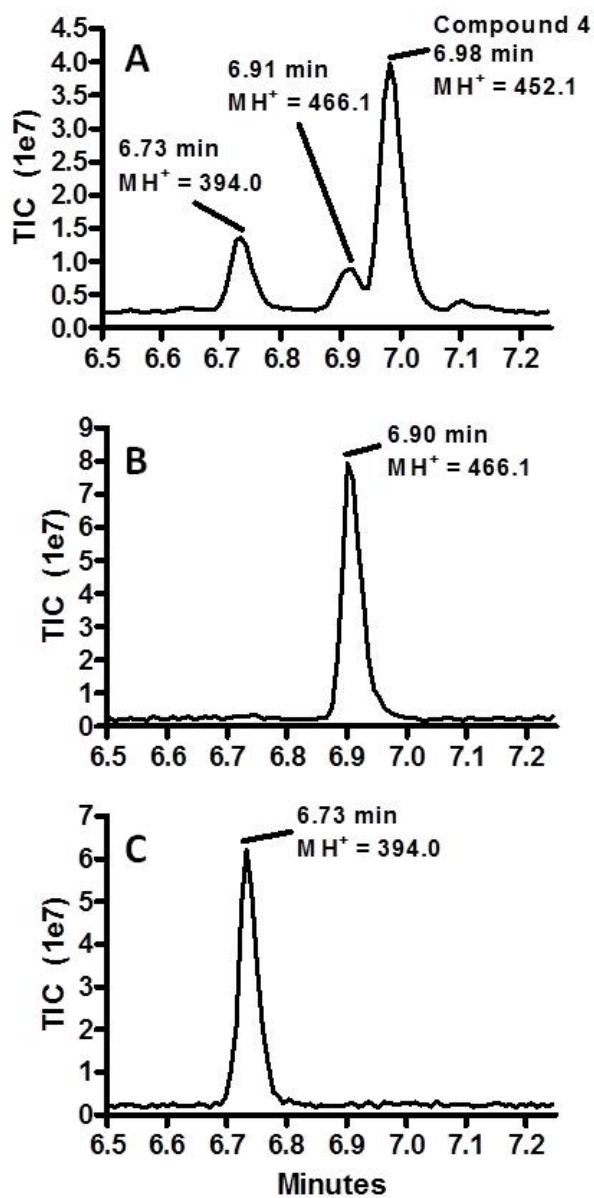 A
Compound 4
6.98 min
MH+ = 452.1
6.91 min
MH+ = 466.1
6.73 min
MH+ = 394.0
TIC (1e7)
4.5
4.0
3.5
3.0
2.5
2.0
1.5
1.0
0.5
0.0
6.5 6.6 6.7 6.8 6.9 7.0 7.1 7.2
B
6.90 min
MH+ = 466.1
TIC (1e7)
9
8
7
6
5
4
3
2
1
0
6.5 6.6 6.7 6.8 6.9 7.0 7.1 7.2
C
6.73 min
MH+ = 394.0
TIC (1e7)
7
6
5
4
3
2
1
0
6.5 6.6 6.7 6.8 6.9 7.0 7.1 7.2
Minutes